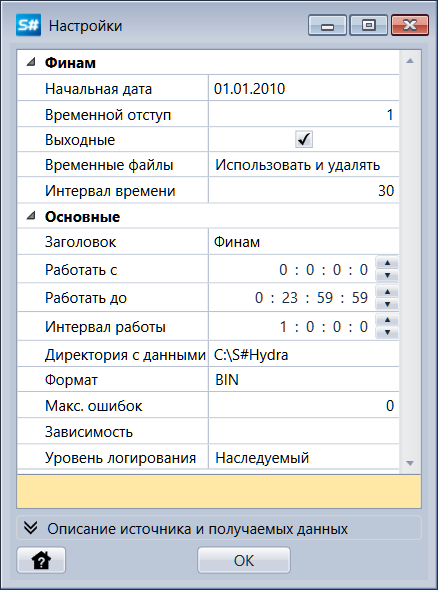 S# Настройки
Финам
Начальная дата 01.01.2010
Временной отступ 1
Выходные
Временные файлы Использовать и удалять
Интервал времени 30
Основные
Заголовок Финам
Работать с 0 : 0 : 0 : 0
Работать до 0 : 23 : 59 : 59
Интервал работы 1 : 0 : 0 : 0
Директория с данными C:\S#Hydra
Формат BIN
Макс. ошибок 0
Зависимость
Уровень логирования Наследуемый
Описание источника и получаемых данных
? OK